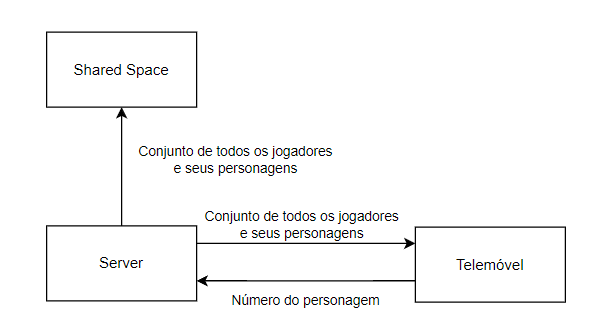 Shared Space
Conjunto de todos os jogadores
e seus personagens
Conjunto de todos os jogadores
e seus personagens
Server
Telemóvel
Número do personagem